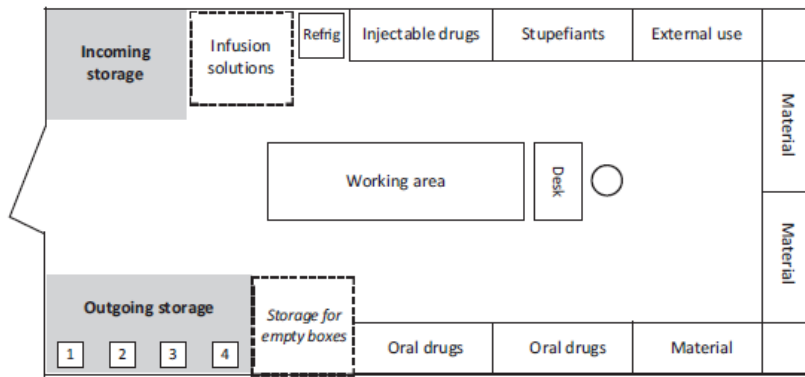 Incoming
storage
Infusion
solutions
Refrig
Injectable drugs
Stupefiants
External use
Material
Working area
Desk
Material
Outgoing storage
1
2
3
4
Storage for
empty boxes
Oral drugs
Oral drugs
Material